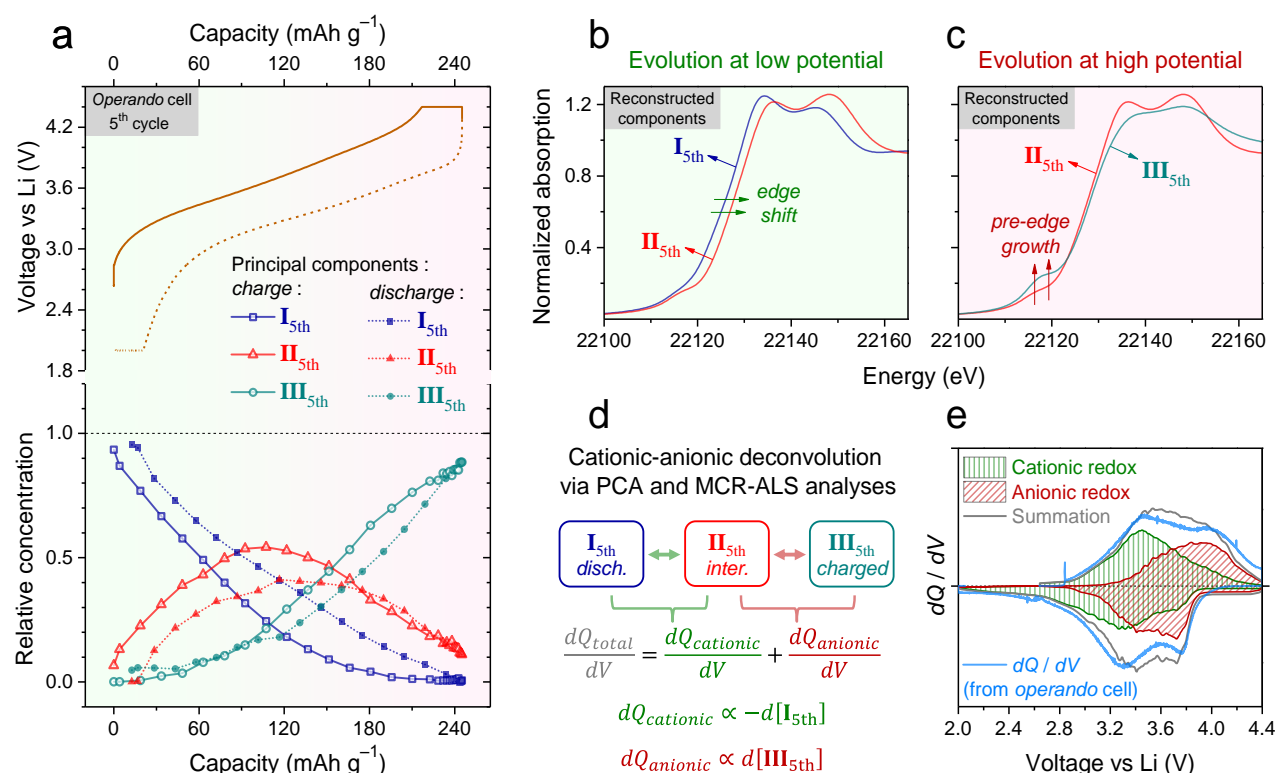 a
Capacity (mAh g⁻¹)
0 60 120 180 240
Operando cell
5th cycle
4.2
3.6
3.0
2.4
1.8
Voltage vs Li (V)
Principal components :
charge : discharge :
I5th I5th
II5th II5th
III5th III5th
1.0
0.5
0.0
Relative concentration
0 60 120 180 240
Capacity (mAh g⁻¹)
b
Evolution at low potential
Reconstructed
components
1.2
0.8
0.4
Normalized absorption
I5th
edge
shift
II5th
22100 22120 22140 22160
c
Evolution at high potential
Reconstructed
components
II5th
III5th
pre-edge
growth
22100 22120 22140 22160
Energy (eV)
d
Cationic-anionic deconvolution
via PCA and MCR-ALS analyses
I5th II5th III5th
disch. inter. charged
dQtotal/dV = dQcationic/dV + dQanionic/dV
dQcationic ∝ −d[I5th]
dQanionic ∝ d[III5th]
e
Cationic redox
Anionic redox
Summation
dQ / dV
dQ / dV
(from operando cell)
2.0 2.8 3.6 4.4
Voltage vs Li (V)